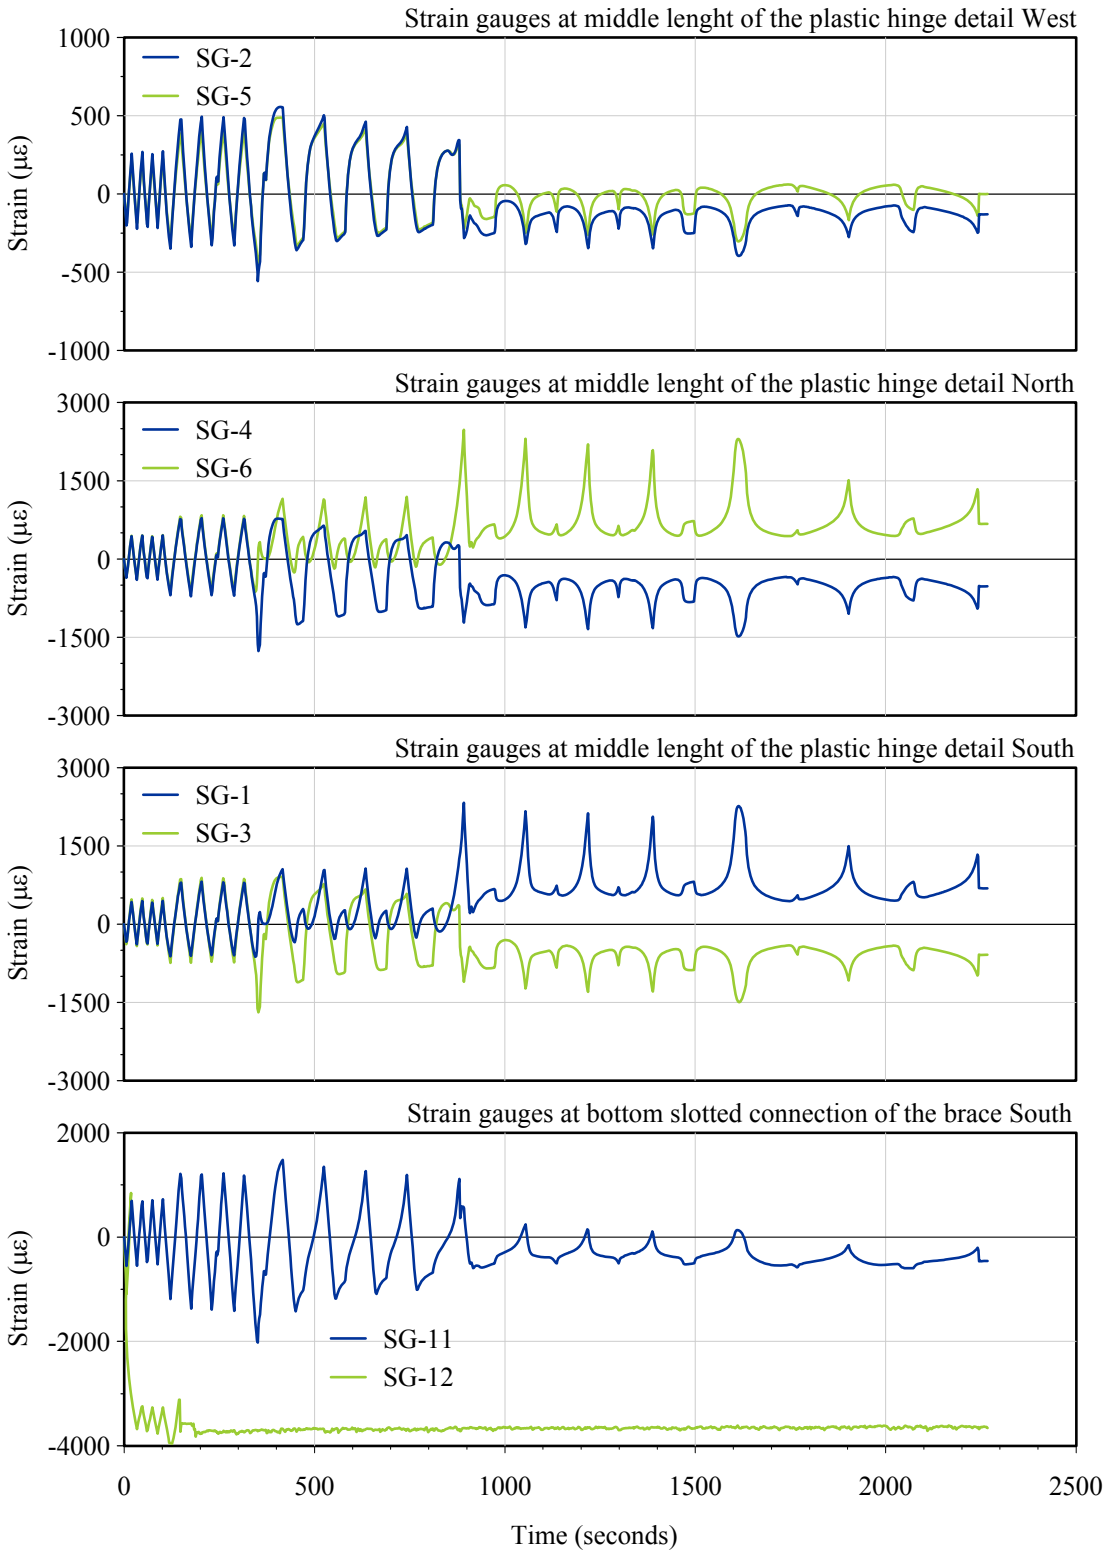 Strain gauges at middle lenght of the plastic hinge detail West
1000
500
0
-500
-1000
Strain (με)
SG-2
SG-5
Strain gauges at middle lenght of the plastic hinge detail North
3000
1500
0
-1500
-3000
Strain (με)
SG-4
SG-6
Strain gauges at middle lenght of the plastic hinge detail South
3000
1500
0
-1500
-3000
Strain (με)
SG-1
SG-3
Strain gauges at bottom slotted connection of the brace South
2000
0
-2000
-4000
Strain (με)
SG-11
SG-12
0 500 1000 1500 2000 2500
Time (seconds)